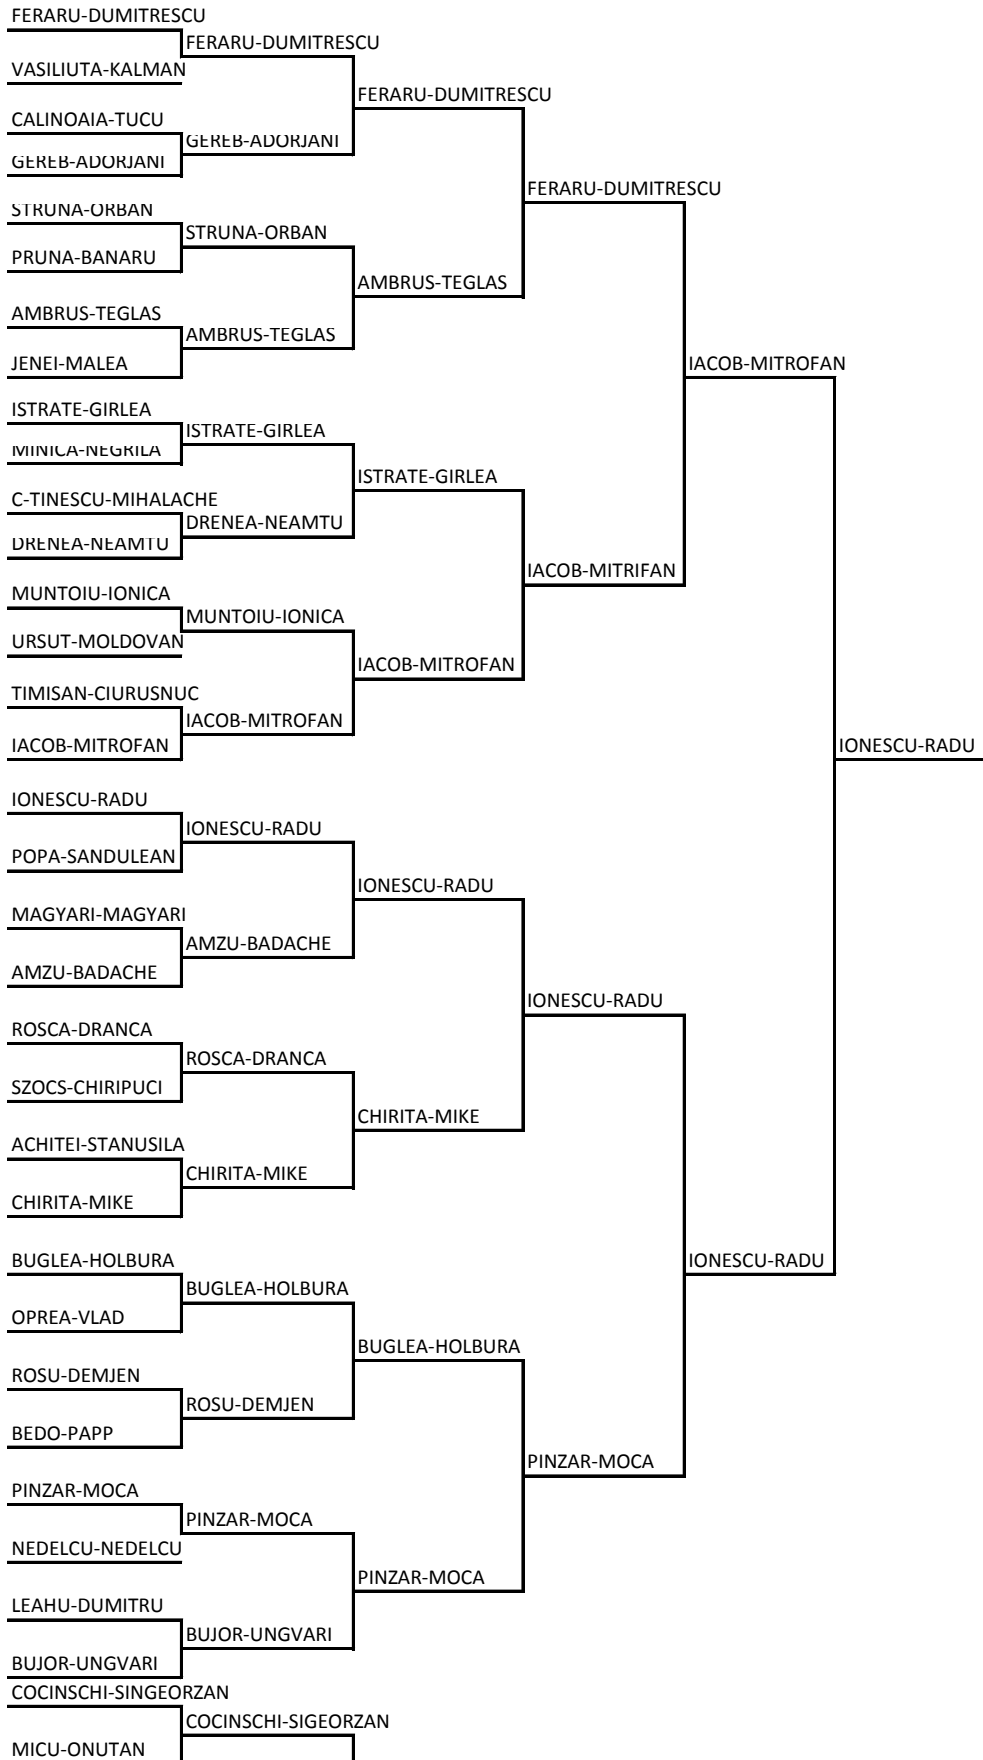 FERARU-DUMITRESCU
FERARU-DUMITRESCU
VASILIUTA-KALMAN
FERARU-DUMITRESCU
CALINOAIA-TUCU
GEREB-ADORJANI
GEREB-ADORJANI
FERARU-DUMITRESCU
STRUNA-ORBAN
STRUNA-ORBAN
PRUNA-BANARU
AMBRUS-TEGLAS
AMBRUS-TEGLAS
AMBRUS-TEGLAS
JENEI-MALEA
IACOB-MITROFAN
ISTRATE-GIRLEA
ISTRATE-GIRLEA
MINICA-NEGRILA
ISTRATE-GIRLEA
C-TINESCU-MIHALACHE
DRENEA-NEAMTU
DRENEA-NEAMTU
IACOB-MITRIFAN
MUNTOIU-IONICA
MUNTOIU-IONICA
URSUT-MOLDOVAN
IACOB-MITROFAN
TIMISAN-CIURUSNUC
IACOB-MITROFAN
IACOB-MITROFAN
IONESCU-RADU
IONESCU-RADU
IONESCU-RADU
POPA-SANDULEAN
IONESCU-RADU
MAGYARI-MAGYARI
AMZU-BADACHE
AMZU-BADACHE
IONESCU-RADU
ROSCA-DRANCA
ROSCA-DRANCA
SZOCS-CHIRIPUCI
CHIRITA-MIKE
ACHITEI-STANUSILA
CHIRITA-MIKE
CHIRITA-MIKE
BUGLEA-HOLBURA
IONESCU-RADU
BUGLEA-HOLBURA
OPREA-VLAD
BUGLEA-HOLBURA
ROSU-DEMJEN
ROSU-DEMJEN
BEDO-PAPP
PINZAR-MOCA
PINZAR-MOCA
PINZAR-MOCA
NEDELCU-NEDELCU
PINZAR-MOCA
LEAHU-DUMITRU
BUJOR-UNGVARI
BUJOR-UNGVARI
COCINSCHI-SINGEORZAN
COCINSCHI-SIGEORZAN
MICU-ONUTAN